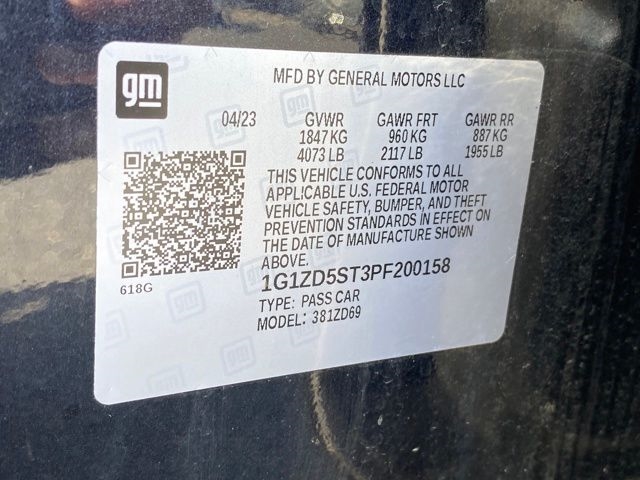 gm
MFD BY GENERAL MOTORS LLC
04/23 GVWR GAWR FRT GAWR RR
1847 KG 960 KG 887 KG
4073 LB 2117 LB 1955 LB
THIS VEHICLE CONFORMS TO ALL
APPLICABLE U.S. FEDERAL MOTOR
VEHICLE SAFETY, BUMPER, AND THEFT
PREVENTION STANDARDS IN EFFECT ON
THE DATE OF MANUFACTURE SHOWN
ABOVE.
618G
1G1ZD5ST3PF200158
TYPE: PASS CAR
MODEL: 381ZD69